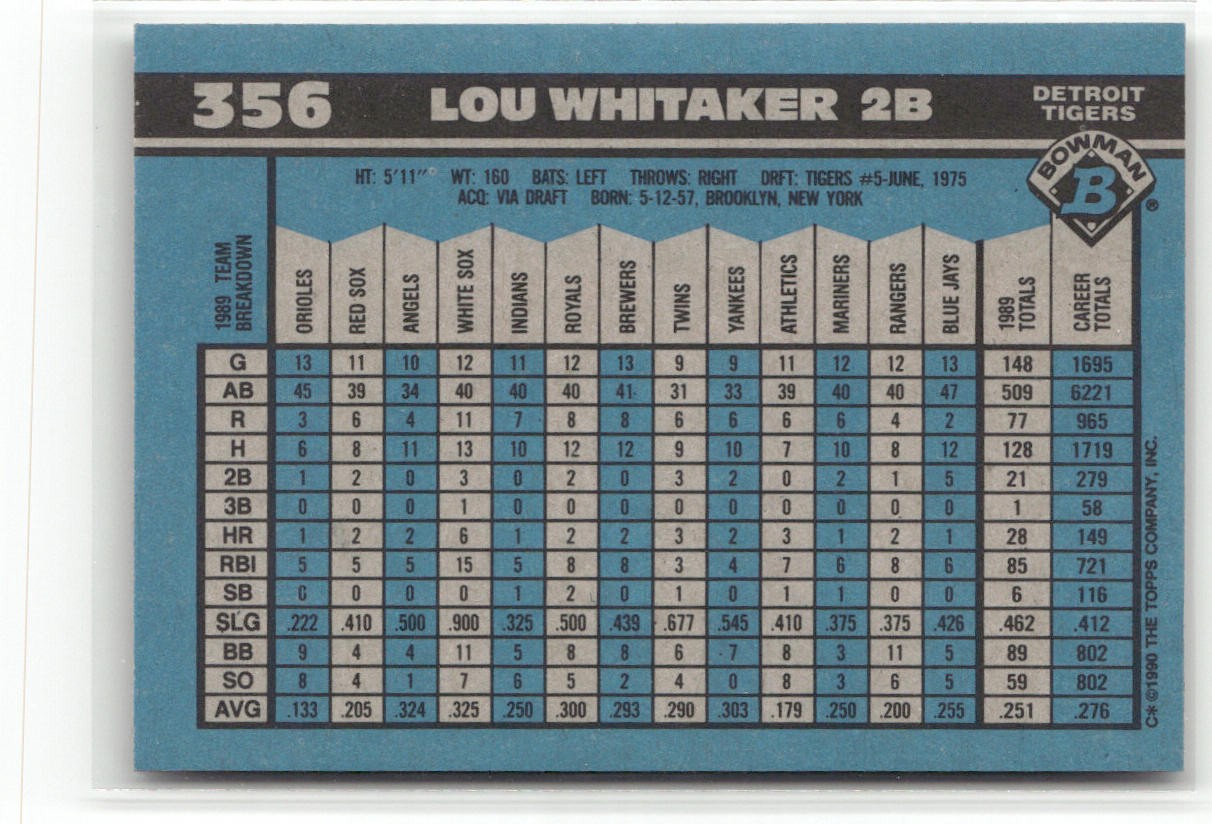 356 LOU WHITAKER 2B DETROIT TIGERS
BOWMAN
B
®
HT: 5'11" WT: 160 BATS: LEFT THROWS: RIGHT DRFT: TIGERS #5-JUNE, 1975
ACQ: VIA DRAFT BORN: 5-12-57, BROOKLYN, NEW YORK
1989 TEAM BREAKDOWN ORIOLES RED SOX ANGELS WHITE SOX INDIANS ROYALS BREWERS TWINS YANKEES ATHLETICS MARINERS RANGERS BLUE JAYS 1989 TOTALS CAREER TOTALS
G 13 11 10 12 11 12 13 9 9 11 12 12 13 148 1695
AB 45 39 34 40 40 40 41 31 33 39 40 40 47 509 6221
R 3 6 4 11 7 8 8 6 6 6 6 4 2 77 965
H 6 8 11 13 10 12 12 9 10 7 10 8 12 128 1719
2B 1 2 0 3 0 2 0 3 2 0 2 1 5 21 279
3B 0 0 0 1 0 0 0 0 0 0 0 0 0 1 58
HR 1 2 2 6 1 2 2 3 2 3 1 2 1 28 149
RBI 5 5 5 15 5 8 8 3 4 7 6 8 6 85 721
SB 0 0 0 0 1 2 0 1 0 1 1 0 0 6 116
SLG .222 .410 .500 .900 .325 .500 .439 .677 .545 .410 .375 .375 .426 .462 .412
BB 9 4 4 11 5 8 8 6 7 8 3 11 5 89 802
SO 8 4 1 7 6 5 2 4 0 8 3 6 5 59 802
AVG .133 .205 .324 .325 .250 .300 .293 .290 .303 .179 .250 .200 .255 .251 .276
C* ©1990 THE TOPPS COMPANY, INC.